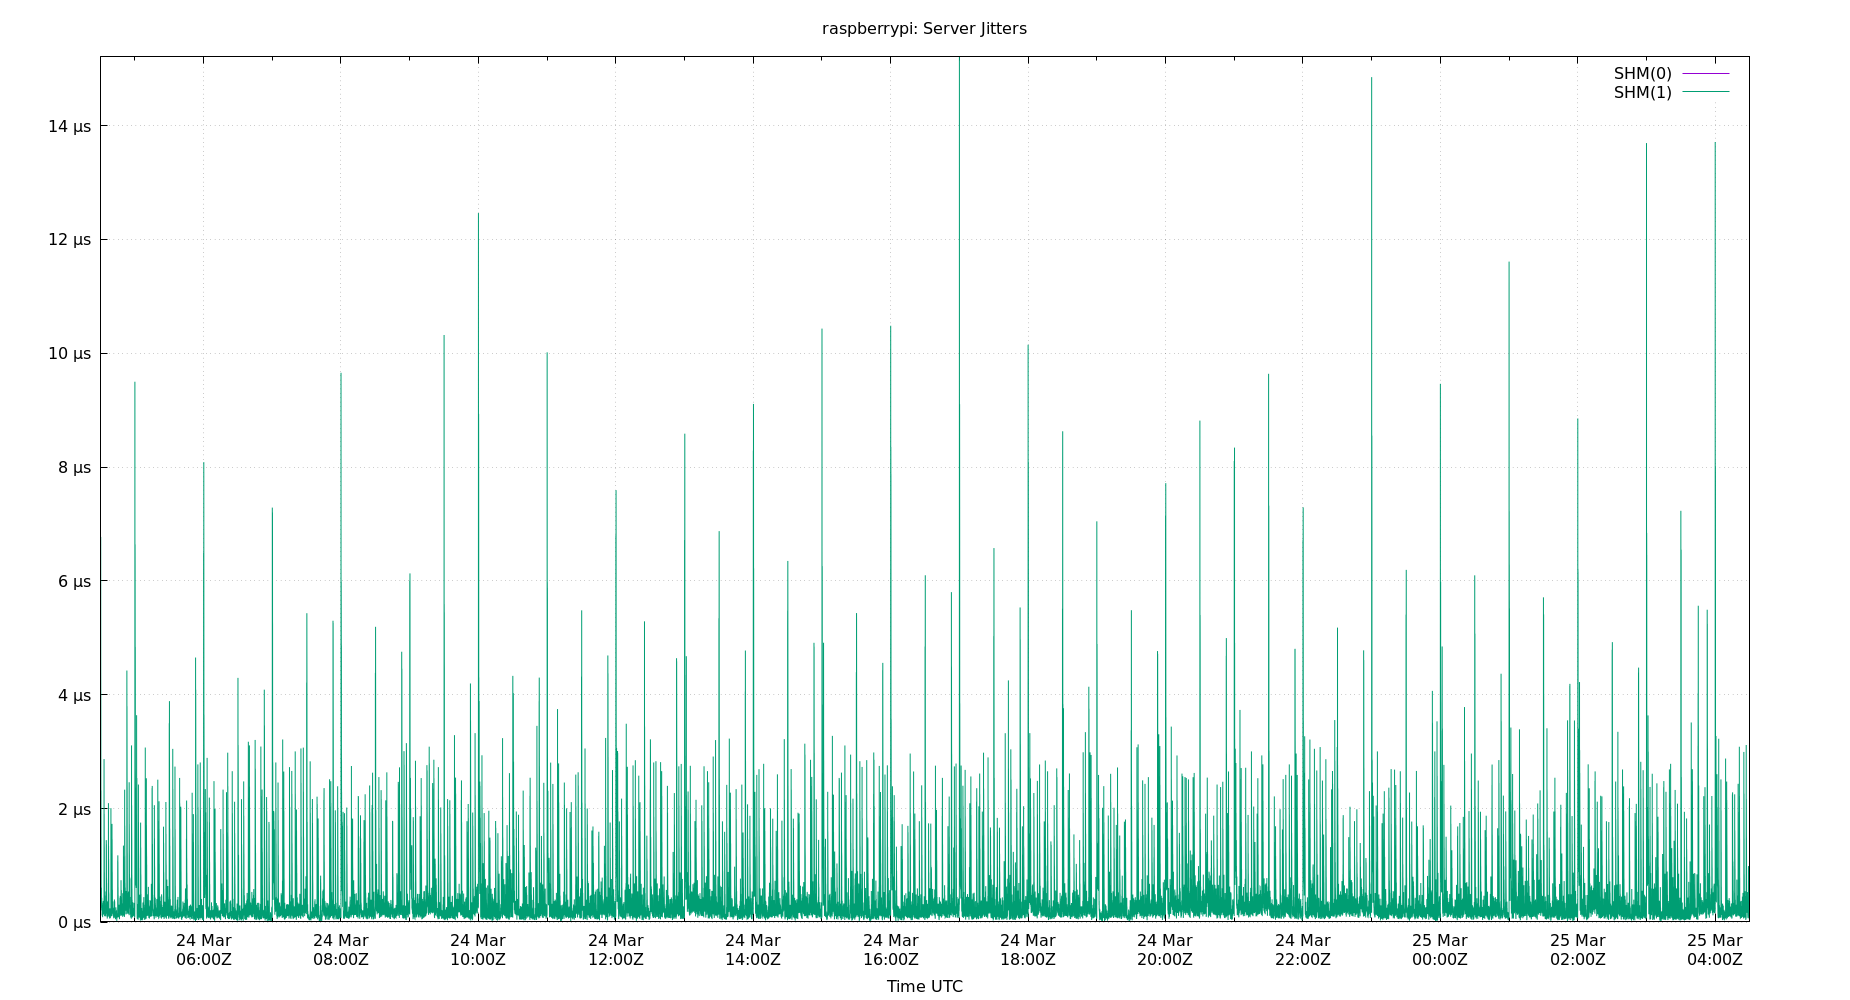 raspberrypi: Server Jitters
SHM(0)
SHM(1)
14 µs
12 µs
10 µs
8 µs
6 µs
4 µs
2 µs
0 µs
24 Mar 24 Mar 24 Mar 24 Mar 24 Mar 24 Mar 24 Mar 24 Mar 24 Mar 25 Mar 25 Mar 25 Mar
06:00Z 08:00Z 10:00Z 12:00Z 14:00Z 16:00Z 18:00Z 20:00Z 22:00Z 00:00Z 02:00Z 04:00Z
Time UTC